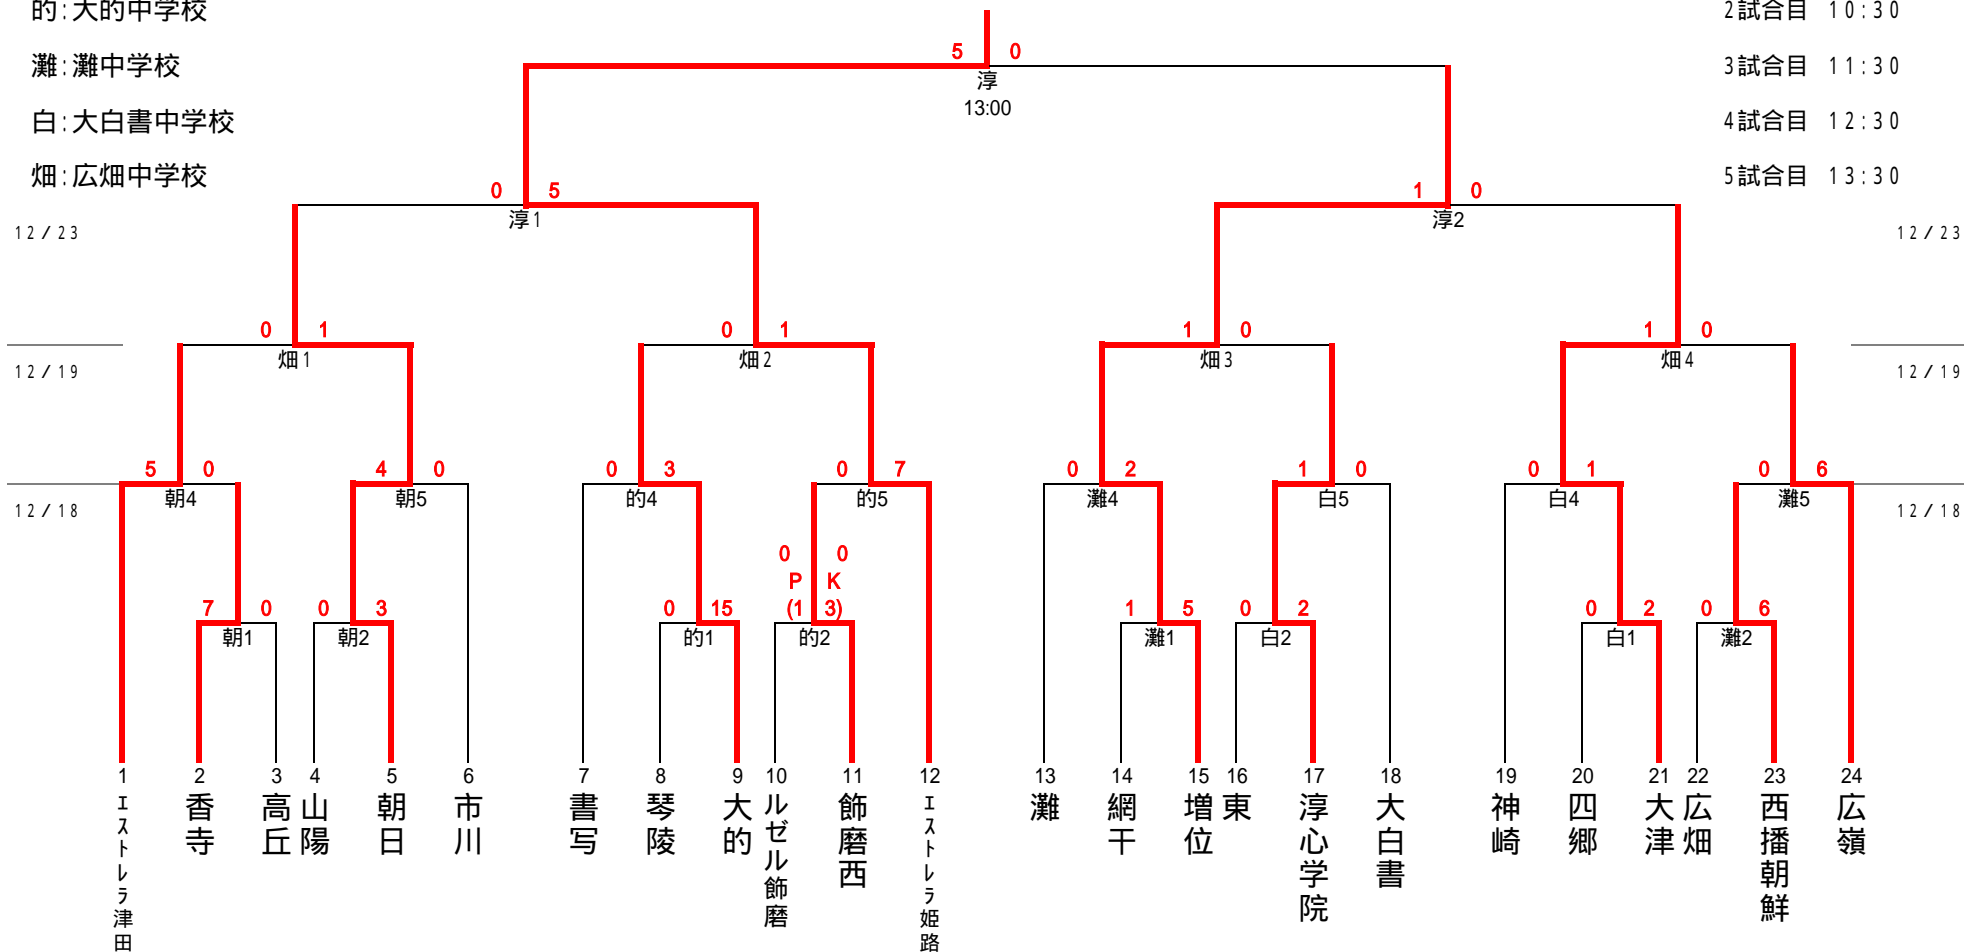 的:大的中学校
2試合目 10:30
5 0
灘:灘中学校
淳
3試合目 11:30
13:00
白:大白書中学校
4試合目 12:30
畑:広畑中学校
5試合目 13:30
0 5
1 0
淳1
淳2
12/23
12/23
0 1
0 1
1 0
1 0
畑1
畑2
畑3
畑4
12/19
12/19
5 0
4 0
0 3
0 7
0 2
1 0
0 1
0 6
朝4
朝5
的4
的5
灘4
白5
白4
灘5
12/18
12/18
0 0
P K
7 0
0 3
0 15
(1 3)
1 5
0 2
0 2
0 6
朝1
朝2
的1
的2
灘1
白2
白1
灘2
1 2 3 4 5 6 7 8 9 10 11 12 13 14 15 16 17 18 19 20 21 22 23 24
エストレラ津田
香寺
高丘
山陽
朝日
市川
書写
琴陵
大的
ルゼル飾磨
飾磨西
エストレラ姫路
灘
網干
増位
東
淳心学院
大白書
神崎
四郷
大津
広畑
西播朝鮮
広嶺